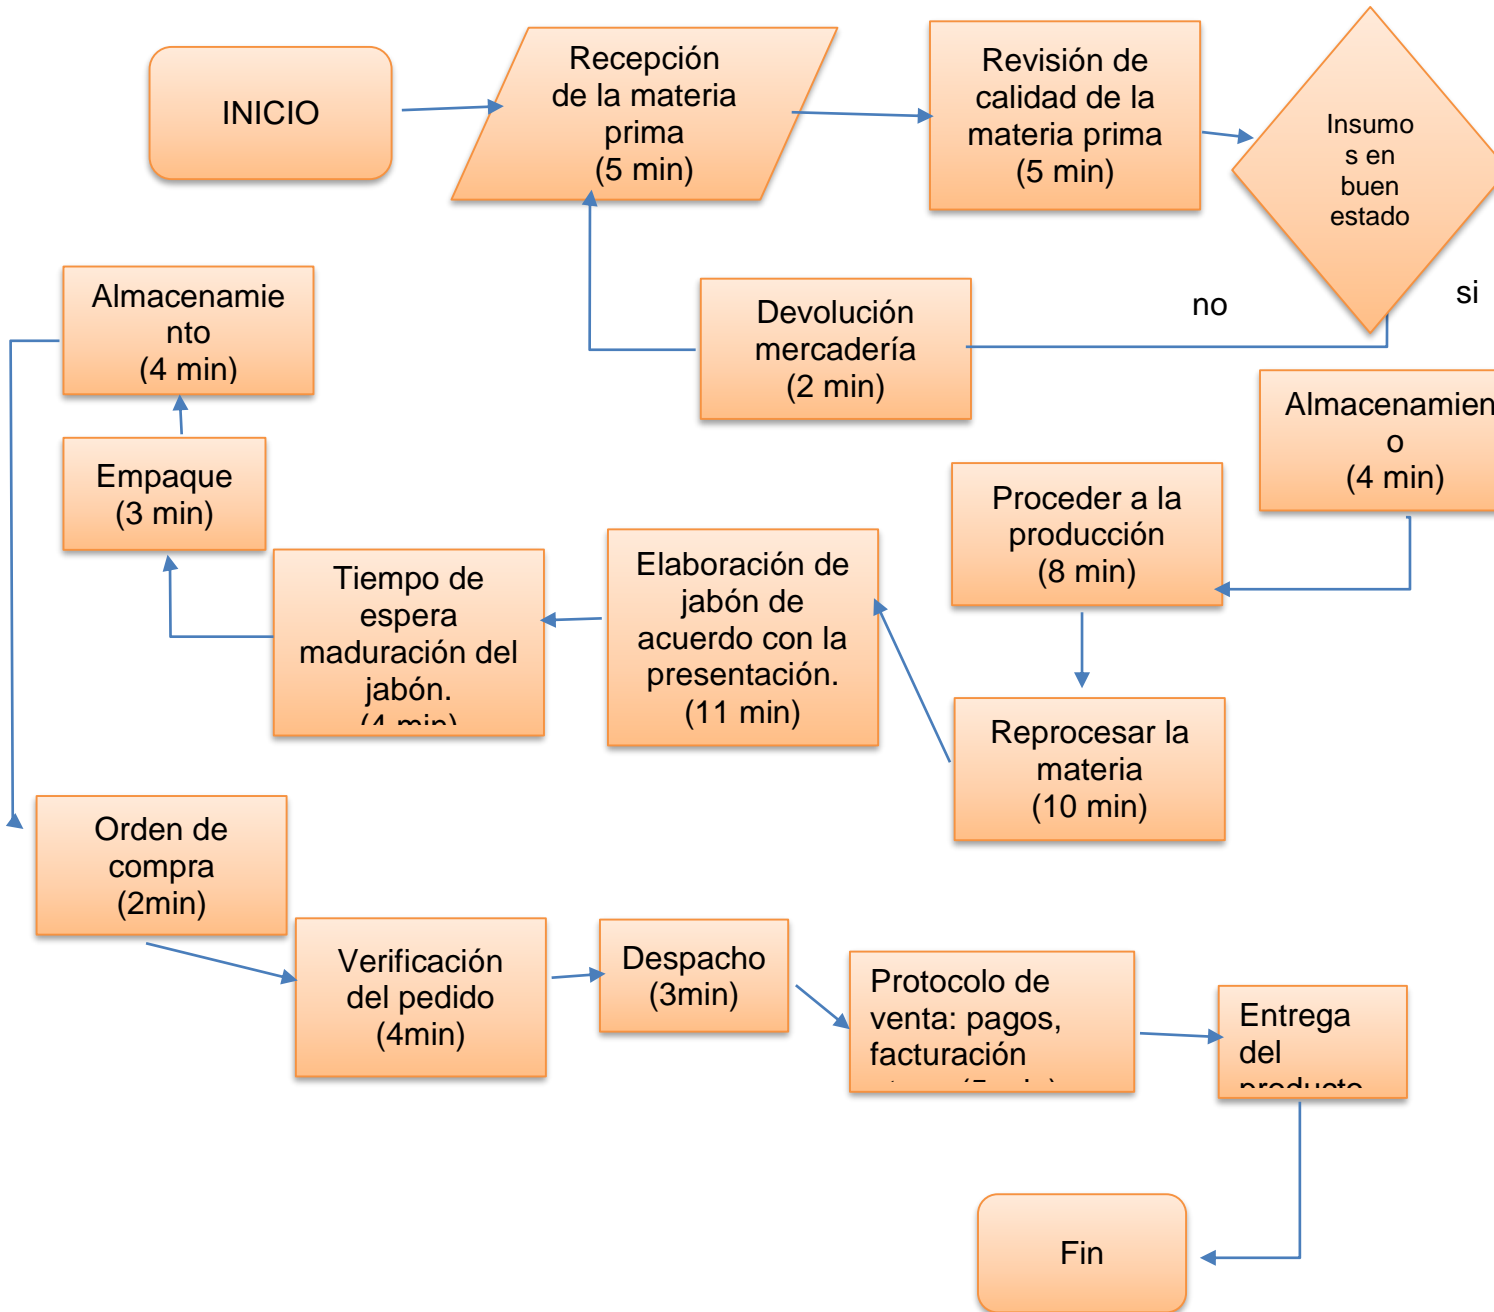 INICIO
Recepción
de la materia
prima
(5 min)
Revisión de
calidad de la
materia prima
(5 min)
Insumo
s en
buen
estado
no
si
Devolución
mercadería
(2 min)
Almacenamien
o
(4 min)
Proceder a la
producción
(8 min)
Reprocesar la
materia
(10 min)
Elaboración de
jabón de
acuerdo con la
presentación.
(11 min)
Tiempo de
espera
maduración del
jabón.
(4 min)
Empaque
(3 min)
Almacenamie
nto
(4 min)
Orden de
compra
(2min)
Verificación
del pedido
(4min)
Despacho
(3min)
Protocolo de
venta: pagos,
facturación
Entrega
del
producto
Fin